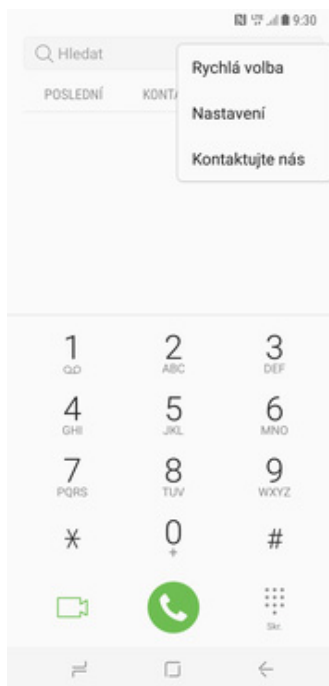 9:30
Hledat
Rychlá volba
POSLEDNÍ KONTA
Nastavení
Kontaktujte nás
1 2 3
ABC DEF
4 5 6
GHI JKL MNO
7 8 9
PQRS TUV WXYZ
* 0 #
+
Skr.